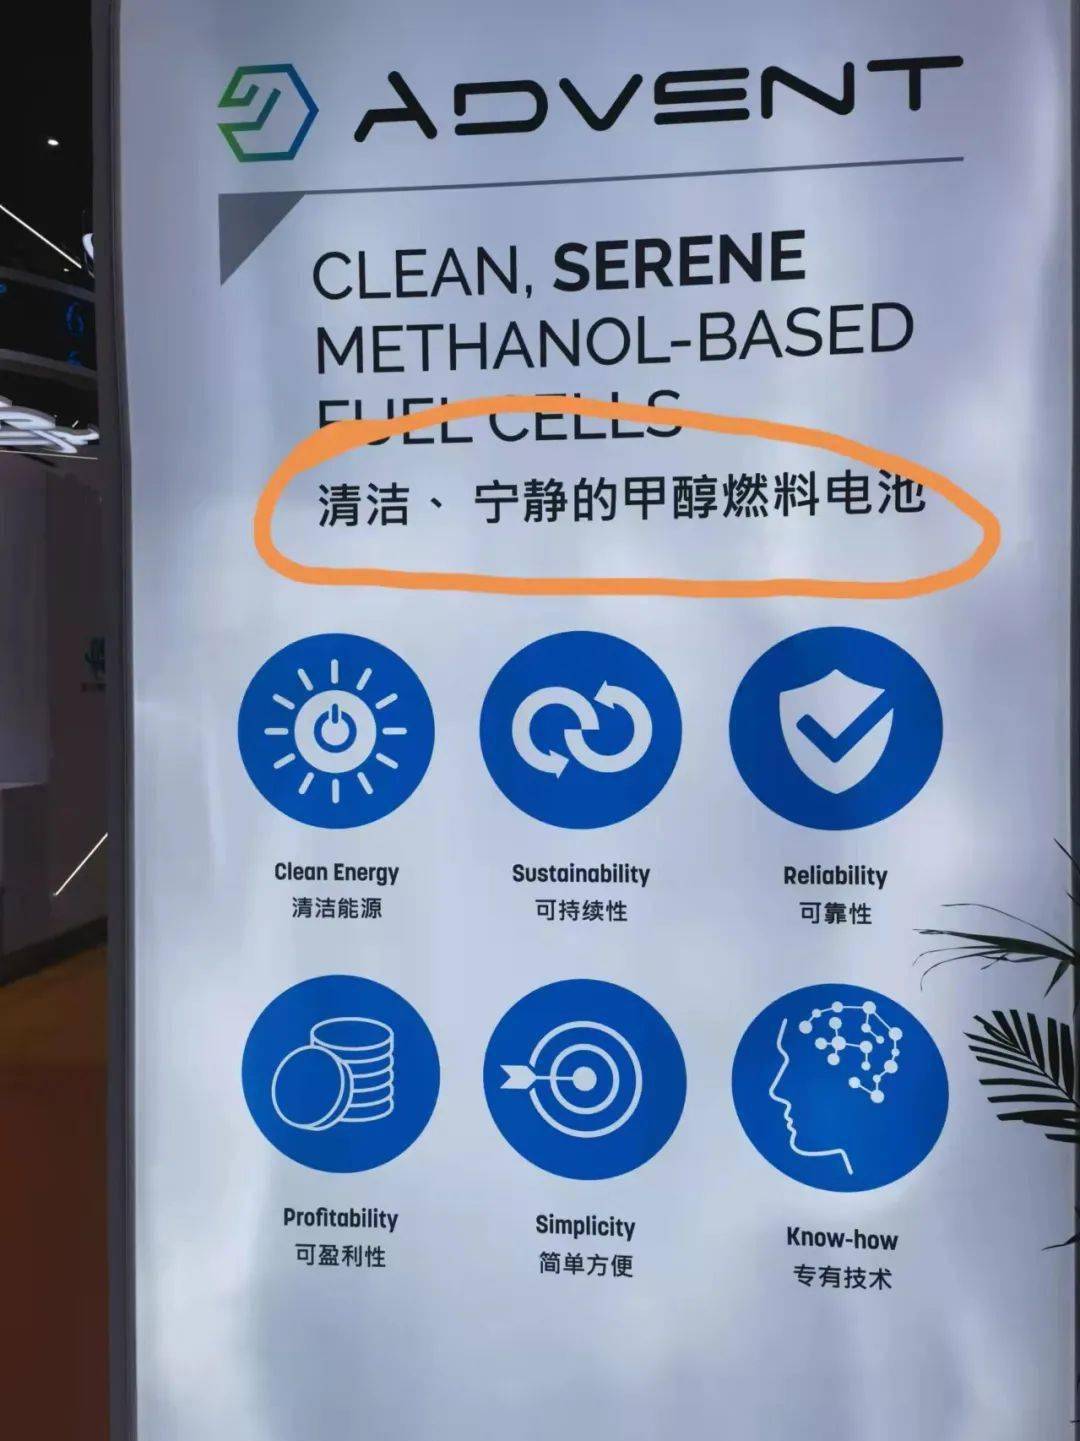 ADVENT
CLEAN, SERENE
METHANOL-BASED
FUEL CELLS
清洁、宁静的甲醇燃料电池
Clean Energy
清洁能源
Sustainability
可持续性
Reliability
可靠性
Profitability
可盈利性
Simplicity
简单方便
Know-how
专有技术